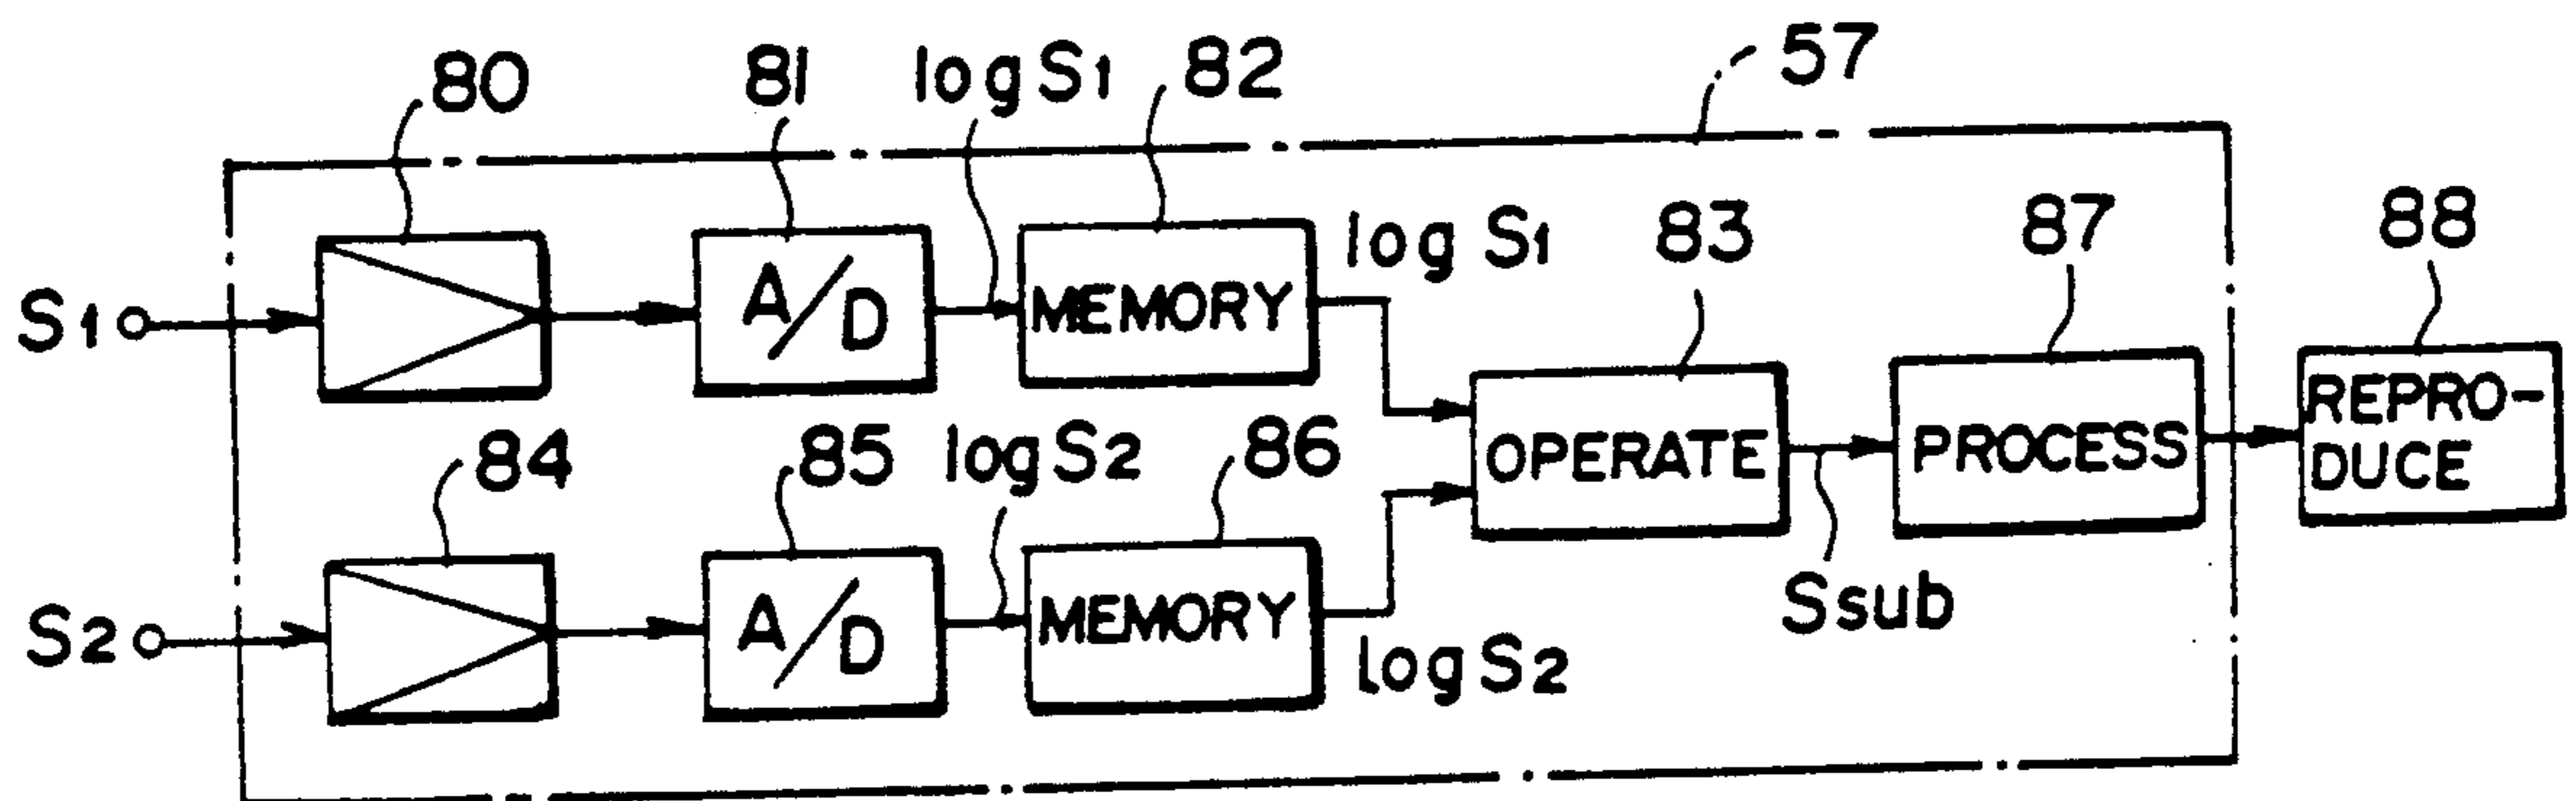 57
80
81
log S1
82
log S1
83
87
88
S1
A/D
MEMORY
OPERATE
PROCESS
REPRO-
DUCE
84
85
log S2
86
S2
A/D
MEMORY
log S2
Ssub